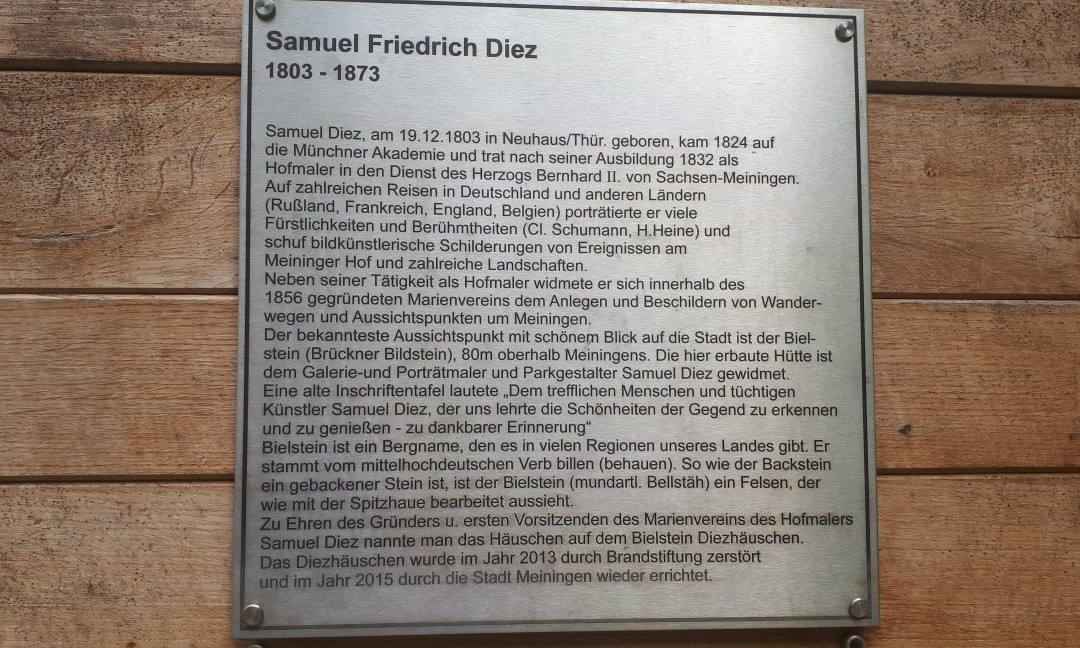 Samuel Friedrich Diez
1803 - 1873
Samuel Diez, am 19.12.1803 in Neuhaus/Thür. geboren, kam 1824 auf
die Münchner Akademie und trat nach seiner Ausbildung 1832 als
Hofmaler in den Dienst des Herzogs Bernhard II. von Sachsen-Meiningen.
Auf zahlreichen Reisen in Deutschland und anderen Ländern
(Rußland, Frankreich, England, Belgien) porträtierte er viele
Fürstlichkeiten und Berühmtheiten (Cl. Schumann, H.Heine) und
schuf bildkünstlerische Schilderungen von Ereignissen am
Meininger Hof und zahlreiche Landschaften.
Neben seiner Tätigkeit als Hofmaler widmete er sich innerhalb des
1856 gegründeten Marienvereins dem Anlegen und Beschildern von Wander-
wegen und Aussichtspunkten um Meiningen.
Der bekannteste Aussichtspunkt mit schönem Blick auf die Stadt ist der Biel-
stein (Brückner Bildstein), 80m oberhalb Meiningens. Die hier erbaute Hütte ist
dem Galerie-und Porträtmaler und Parkgestalter Samuel Diez gewidmet.
Eine alte Inschriftentafel lautete „Dem trefflichen Menschen und tüchtigen
Künstler Samuel Diez, der uns lehrte die Schönheiten der Gegend zu erkennen
und zu genießen - zu dankbarer Erinnerung“
Bielstein ist ein Bergname, den es in vielen Regionen unseres Landes gibt. Er
stammt vom mittelhochdeutschen Verb billen (behauen). So wie der Backstein
ein gebackener Stein ist, ist der Bielstein (mundartl. Bellstäh) ein Felsen, der
wie mit der Spitzhaue bearbeitet aussieht.
Zu Ehren des Gründers u. ersten Vorsitzenden des Marienvereins des Hofmalers
Samuel Diez nannte man das Häuschen auf dem Bielstein Diezhäuschen.
Das Diezhäuschen wurde im Jahr 2013 durch Brandstiftung zerstört
und im Jahr 2015 durch die Stadt Meiningen wieder errichtet.